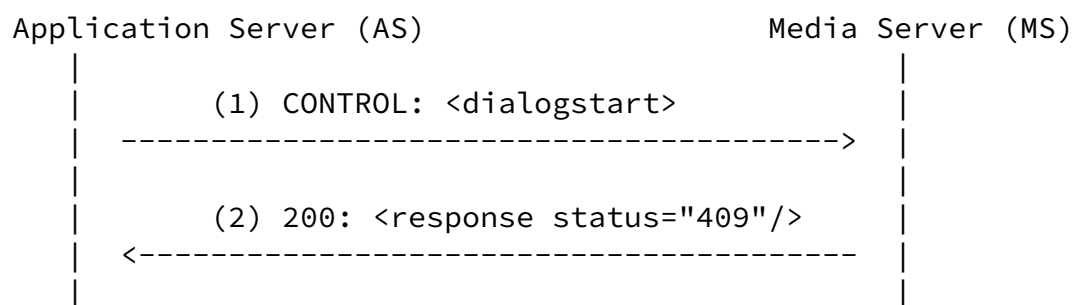 Application Server (AS) Media Server (MS)
(1) CONTROL: <dialogstart>
(2) 200: <response status="409"/>